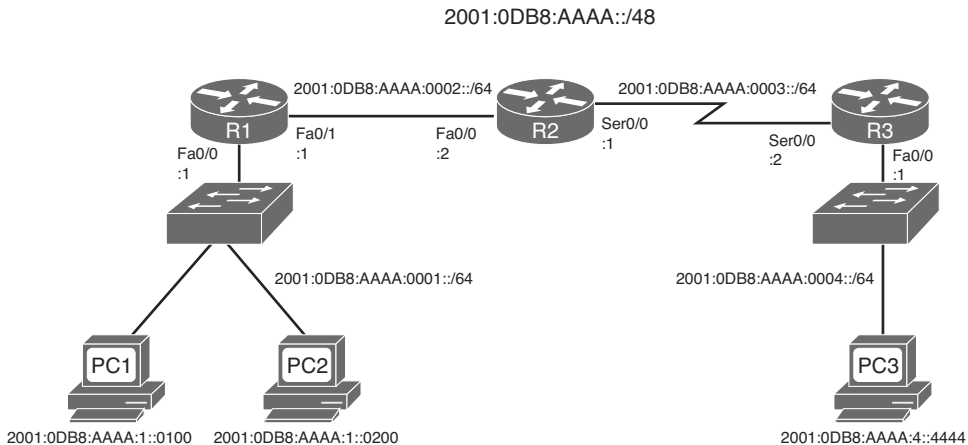 2001:0DB8:AAAA::/48
2001:0DB8:AAAA:0002::/64
2001:0DB8:AAAA:0003::/64
R1
R2
R3
Fa0/1
:1
Fa0/0
:2
Ser0/0
:1
Ser0/0
:2
Fa0/0
:1
Fa0/0
:1
2001:0DB8:AAAA:0001::/64
2001:0DB8:AAAA:0004::/64
PC1
PC2
PC3
2001:0DB8:AAAA:1::0100
2001:0DB8:AAAA:1::0200
2001:0DB8:AAAA:4::4444